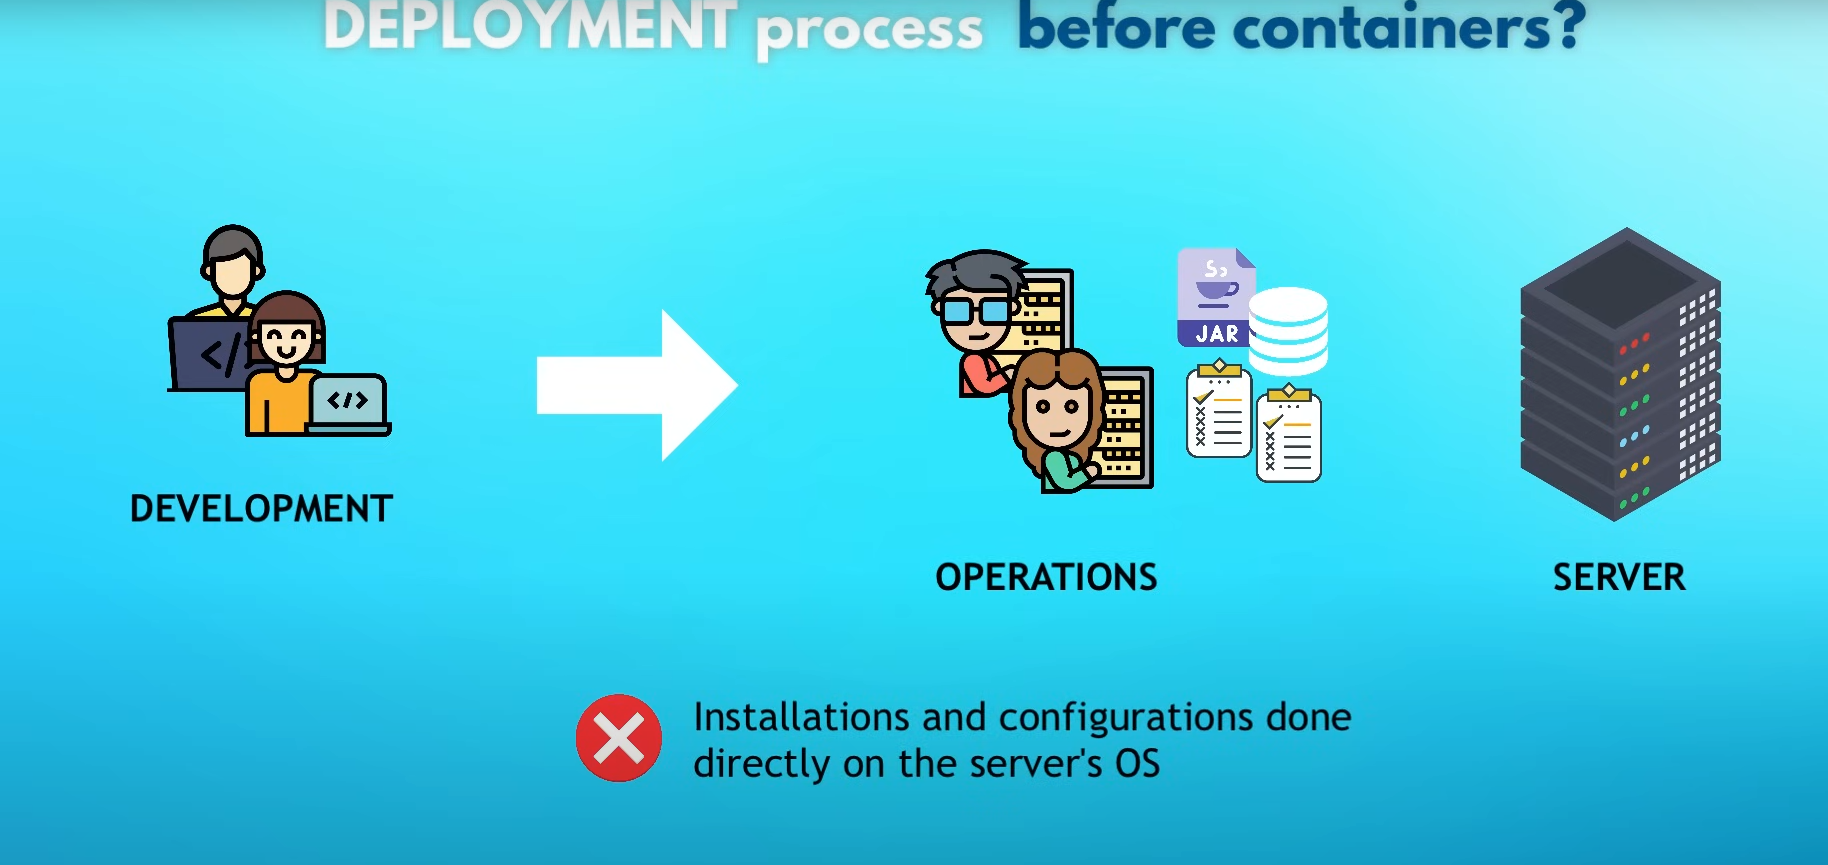 DEPLOYMENT process before containers?
JAR
</>
DEVELOPMENT
OPERATIONS
SERVER
Installations and configurations done
directly on the server's OS